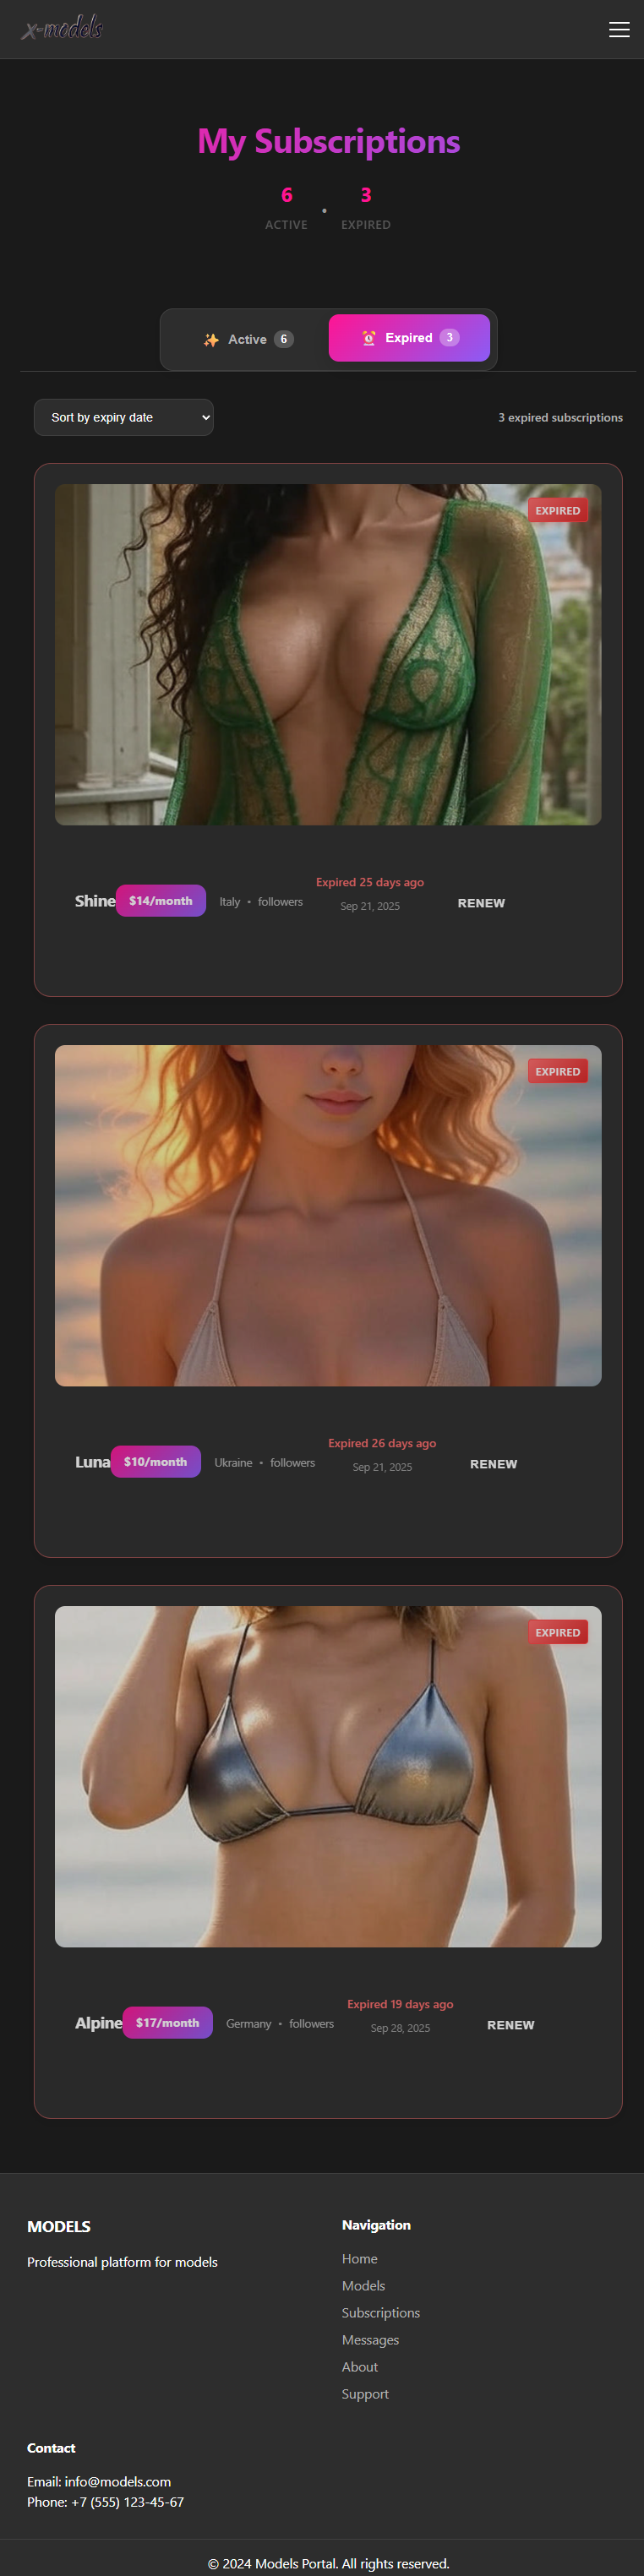 x-models
My Subscriptions
6
ACTIVE
•
3
EXPIRED
Active 6
Expired 3
Sort by expiry date
3 expired subscriptions
EXPIRED
Shine
$14/month
Italy • followers
Expired 25 days ago
Sep 21, 2025
RENEW
EXPIRED
Luna
$10/month
Ukraine • followers
Expired 26 days ago
Sep 21, 2025
RENEW
EXPIRED
Alpine
$17/month
Germany • followers
Expired 19 days ago
Sep 28, 2025
RENEW
MODELS
Professional platform for models
Navigation
Home
Models
Subscriptions
Messages
About
Support
Contact
Email: info@models.com
Phone: +7 (555) 123-45-67
© 2024 Models Portal. All rights reserved.